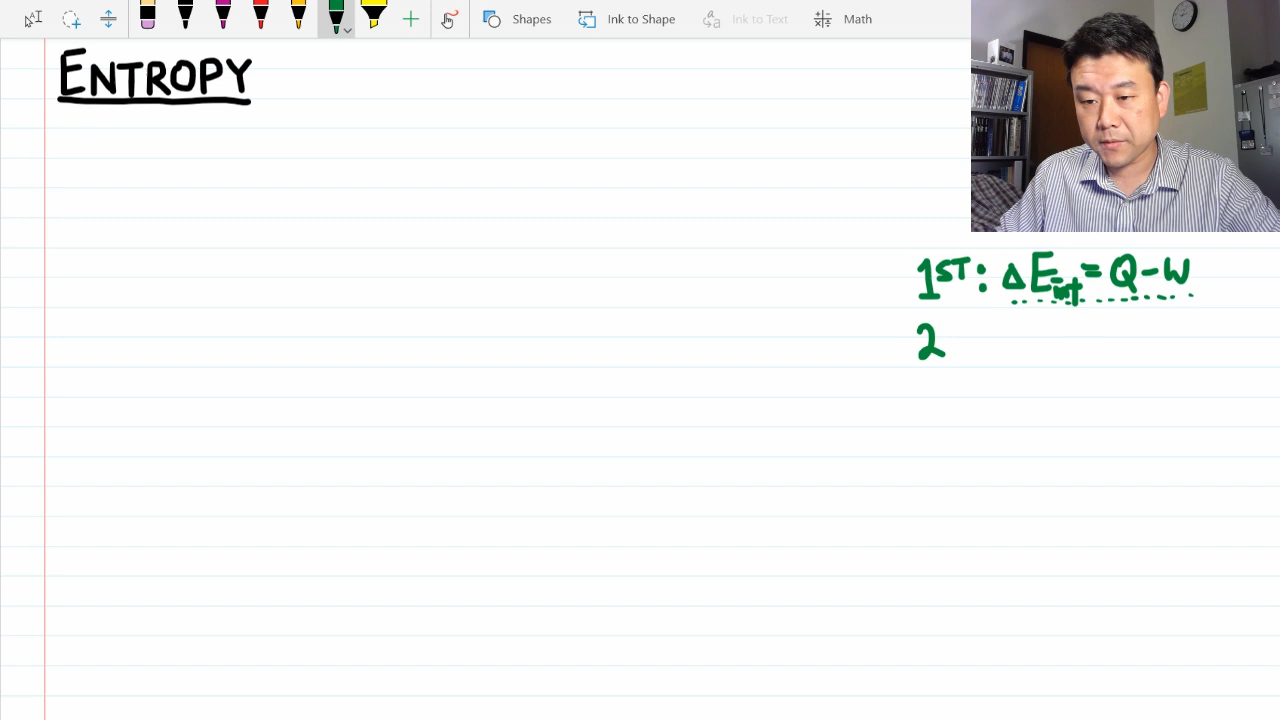 Shapes Ink to Shape Ink to Text Math
ENTROPY
1ST: ΔEint = Q - W
2